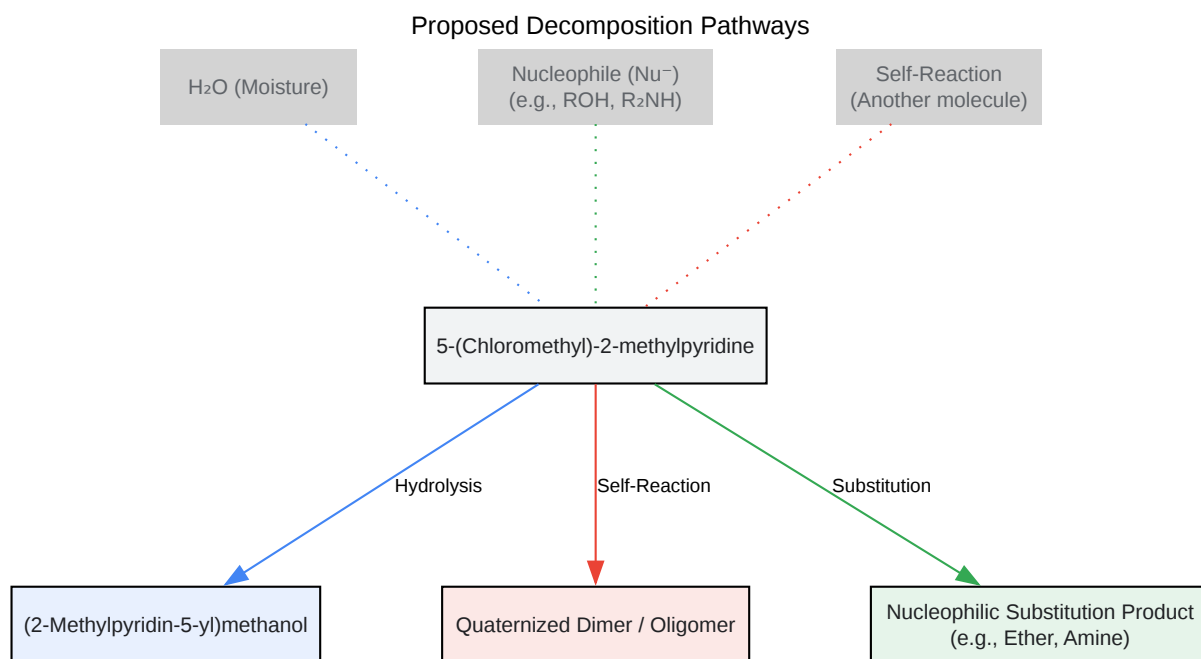 Proposed Decomposition Pathways
H₂O (Moisture)
Nucleophile (Nu⁻)
(e.g., ROH, R₂NH)
Self-Reaction
(Another molecule)
5-(Chloromethyl)-2-methylpyridine
Hydrolysis
Self-Reaction
Substitution
(2-Methylpyridin-5-yl)methanol
Quaternized Dimer / Oligomer
Nucleophilic Substitution Product
(e.g., Ether, Amine)